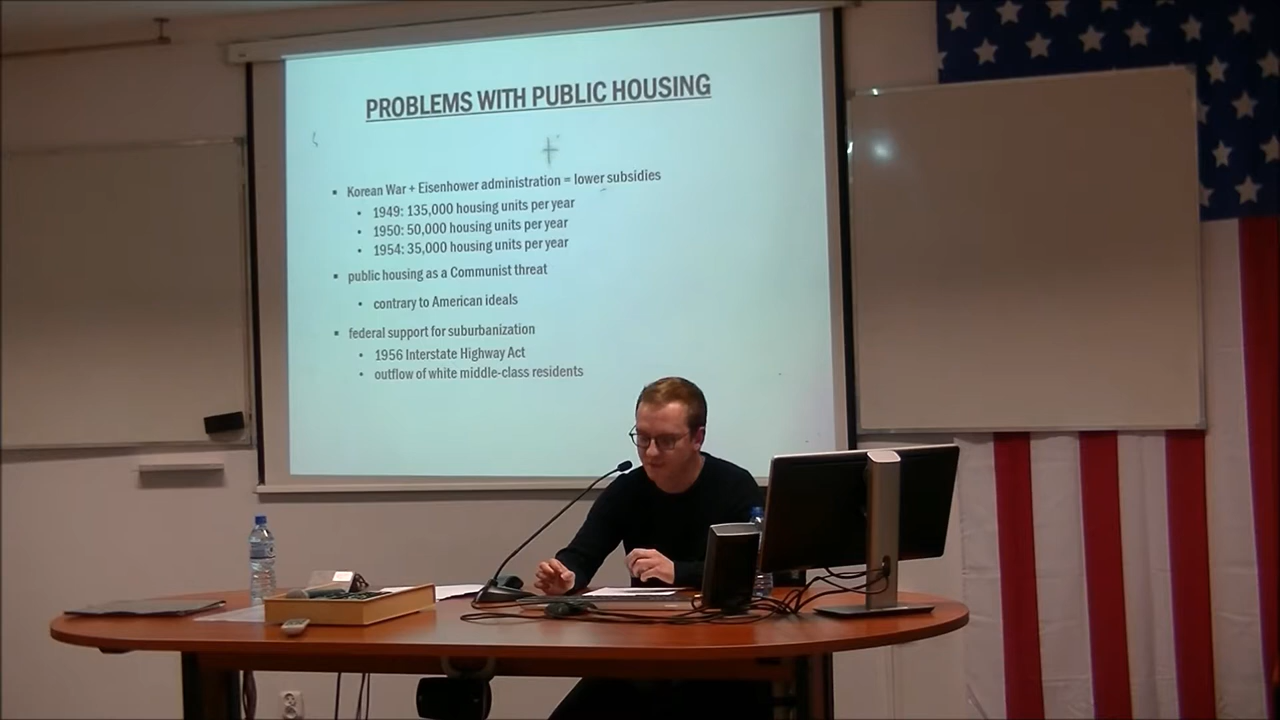 PROBLEMS WITH PUBLIC HOUSING
Korean War + Eisenhower administration = lower subsidies
1949: 135,000 housing units per year
1950: 50,000 housing units per year
1954: 35,000 housing units per year
public housing as a Communist threat
contrary to American ideals
federal support for suburbanization
1956 Interstate Highway Act
outflow of white middle-class residents